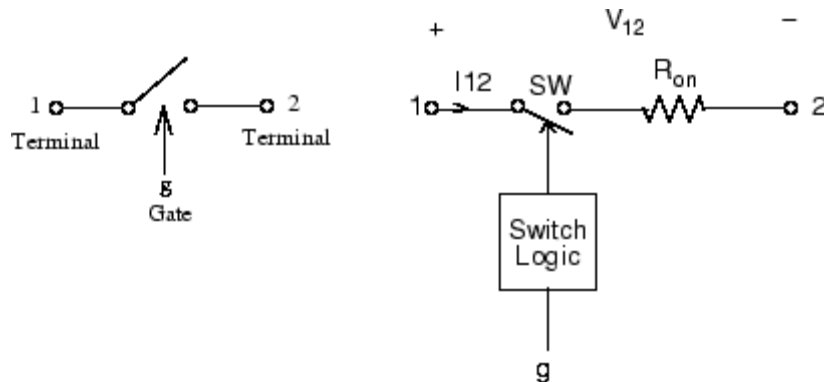 1
2
Terminal
Terminal
g
Gate
+
V12
−
I12
SW
Ron
1
2
Switch
Logic
g